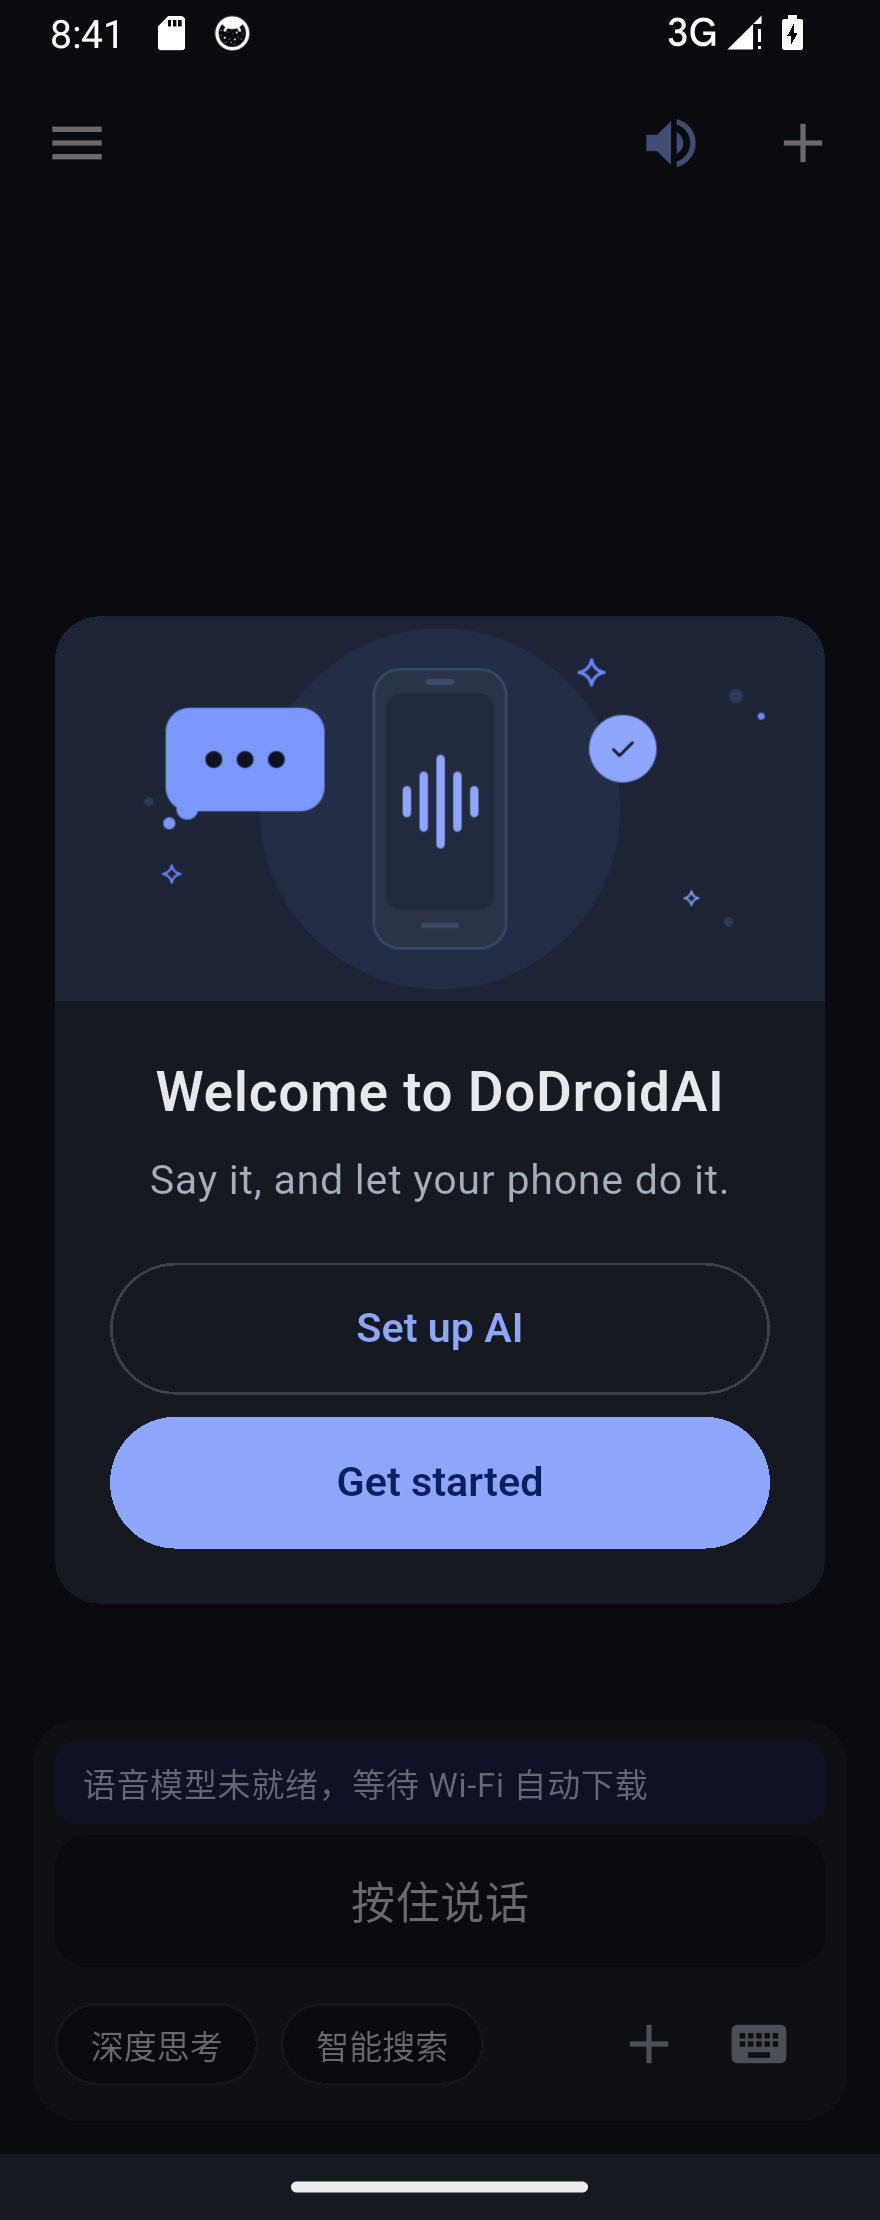 8:41
3G
Welcome to DoDroidAI
Say it, and let your phone do it.
Set up AI
Get started
语音模型未就绪，等待 Wi-Fi 自动下载
按住说话
深度思考
智能搜索